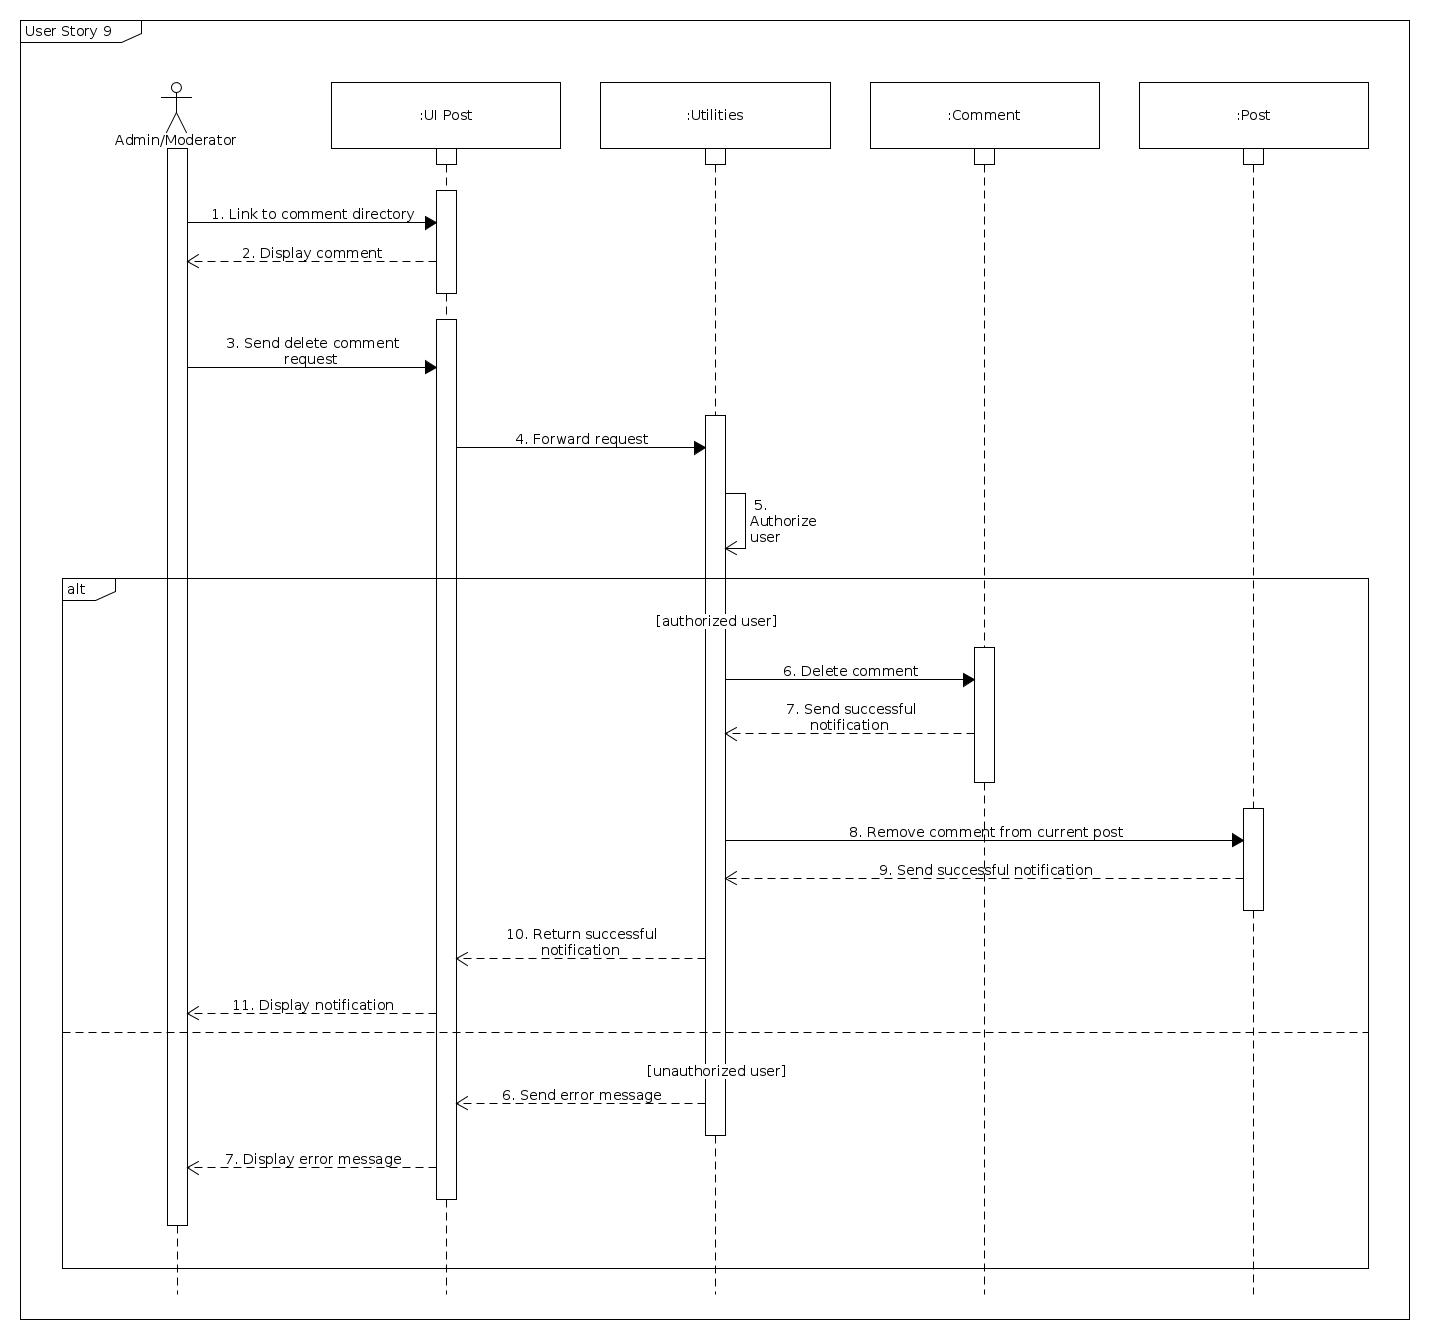 User Story 9
Admin/Moderator
:UI Post
:Utilities
:Comment
:Post
1. Link to comment directory
2. Display comment
3. Send delete comment
request
4. Forward request
5.
Authorize
user
alt
[authorized user]
6. Delete comment
7. Send successful
notification
8. Remove comment from current post
9. Send successful notification
10. Return successful
notification
11. Display notification
[unauthorized user]
6. Send error message
7. Display error message